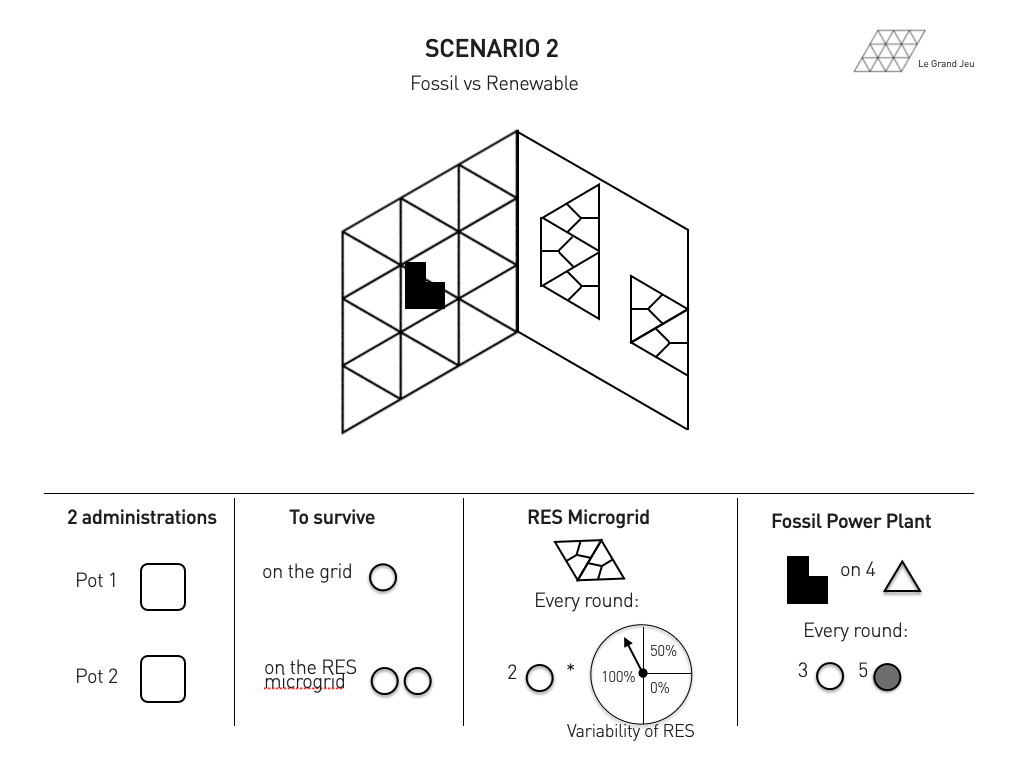 SCENARIO 2
Fossil vs Renewable
Le Grand Jeu
2 administrations
Pot 1
Pot 2
To survive
on the grid
on the RES
microgrid
RES Microgrid
Every round:
2 *
50%
100%
0%
Variability of RES
Fossil Power Plant
on 4
Every round:
3 5